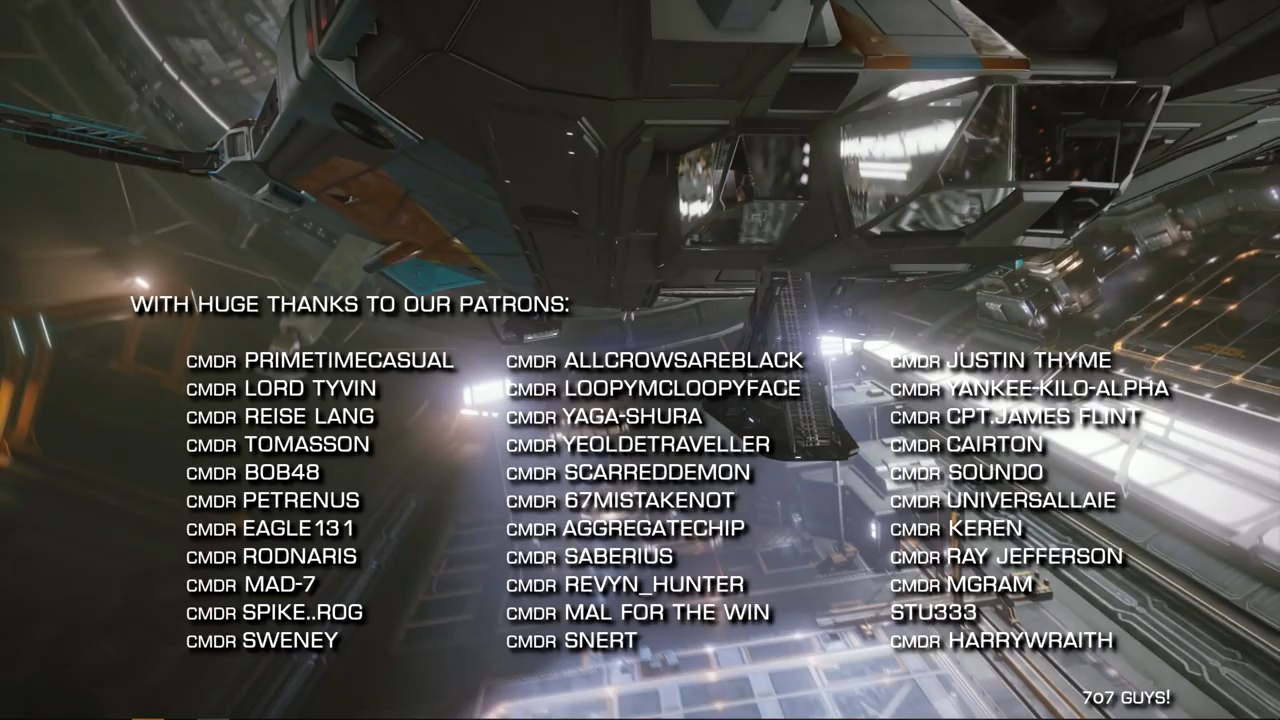 WITH HUGE THANKS TO OUR PATRONS:
CMDR PRIMETIMECASUAL
CMDR LORD TYVIN
CMDR REISE LANG
CMDR TOMASSON
CMDR BOB48
CMDR PETRENUS
CMDR EAGLE131
CMDR RODNARIS
CMDR MAD-7
CMDR SPIKE..ROG
CMDR SWENEY
CMDR ALLCROWSAREBLACK
CMDR LOOPYMCLOOPYFACE
CMDR YAGA-SHURA
CMDR YEOLDETRAVELLER
CMDR SCARREDDEMON
CMDR 67MISTAKENOT
CMDR AGGREGATECHIP
CMDR SABERIUS
CMDR REVYN_HUNTER
CMDR MAL FOR THE WIN
CMDR SNERT
CMDR JUSTIN THYME
CMDR YANKEE-KILO-ALPHA
CMDR CPT.JAMES FLINT
CMDR CAIRTON
CMDR SOUNDO
CMDR UNIVERSALLAIE
CMDR KEREN
CMDR RAY JEFFERSON
CMDR MGRAM
STU333
CMDR HARRYWRAITH
7o7 GUYS!